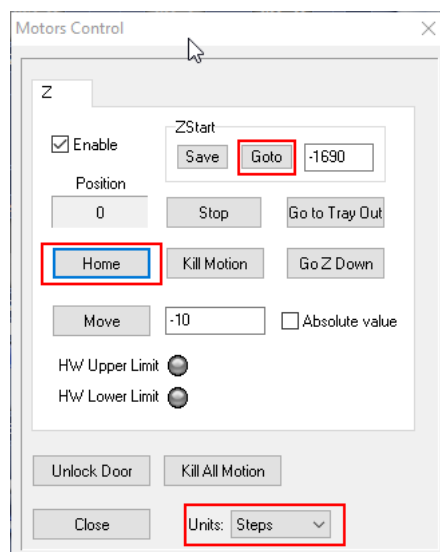 Motors Control
Z
Enable
ZStart
Save Goto -1690
Position
0 Stop Go to Tray Out
Home Kill Motion Go Z Down
Move -10 Absolute value
HW Upper Limit
HW Lower Limit
Unlock Door Kill All Motion
Close Units: Steps